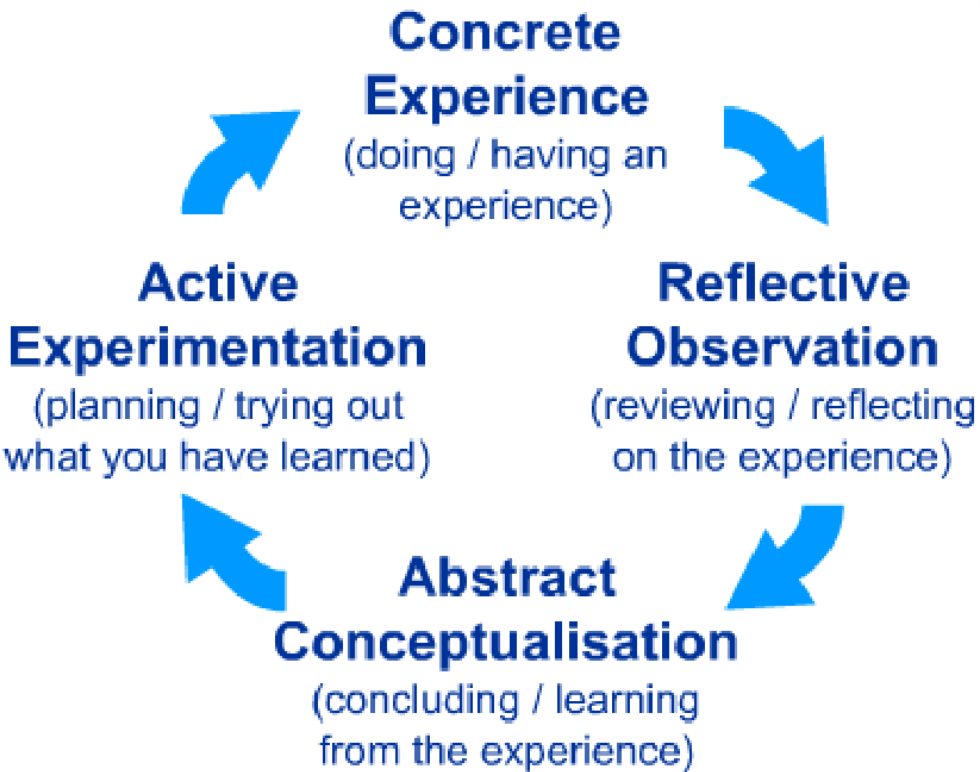 Concrete
Experience
(doing / having an
experience)
Reflective
Observation
(reviewing / reflecting
on the experience)
Abstract
Conceptualisation
(concluding / learning
from the experience)
Active
Experimentation
(planning / trying out
what you have learned)